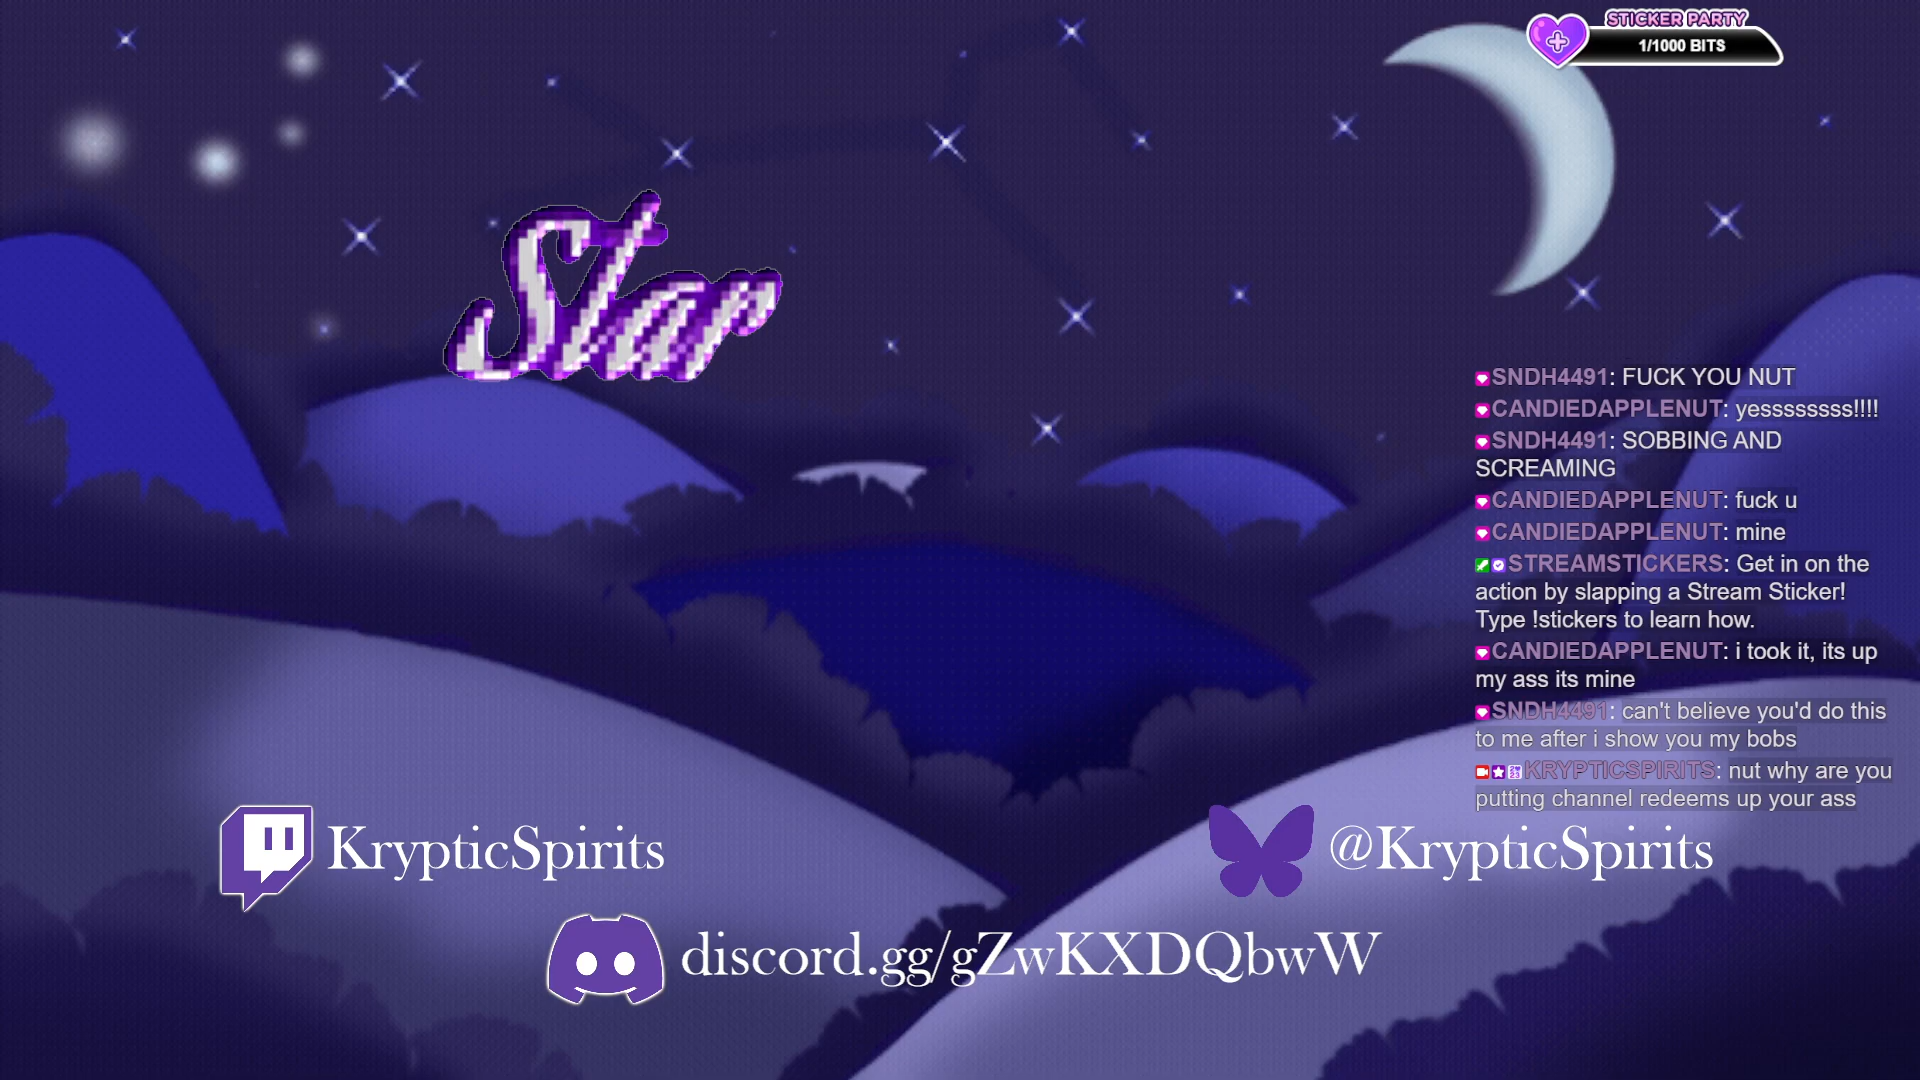 STICKER PARTY
1/1000 BITS
Star
SNDH4491: FUCK YOU NUT
CANDIEDAPPLENUT: yessssssss!!!!
SNDH4491: SOBBING AND
SCREAMING
CANDIEDAPPLENUT: fuck u
CANDIEDAPPLENUT: mine
STREAMSTICKERS: Get in on the
action by slapping a Stream Sticker!
Type !stickers to learn how.
CANDIEDAPPLENUT: i took it, its up
my ass its mine
SNDH4491: can't believe you'd do this
to me after i show you my bobs
KRYPTICSPIRITS: nut why are you
putting channel redeems up your ass
KrypticSpirits
@KrypticSpirits
discord.gg/gZwKXDQbwW